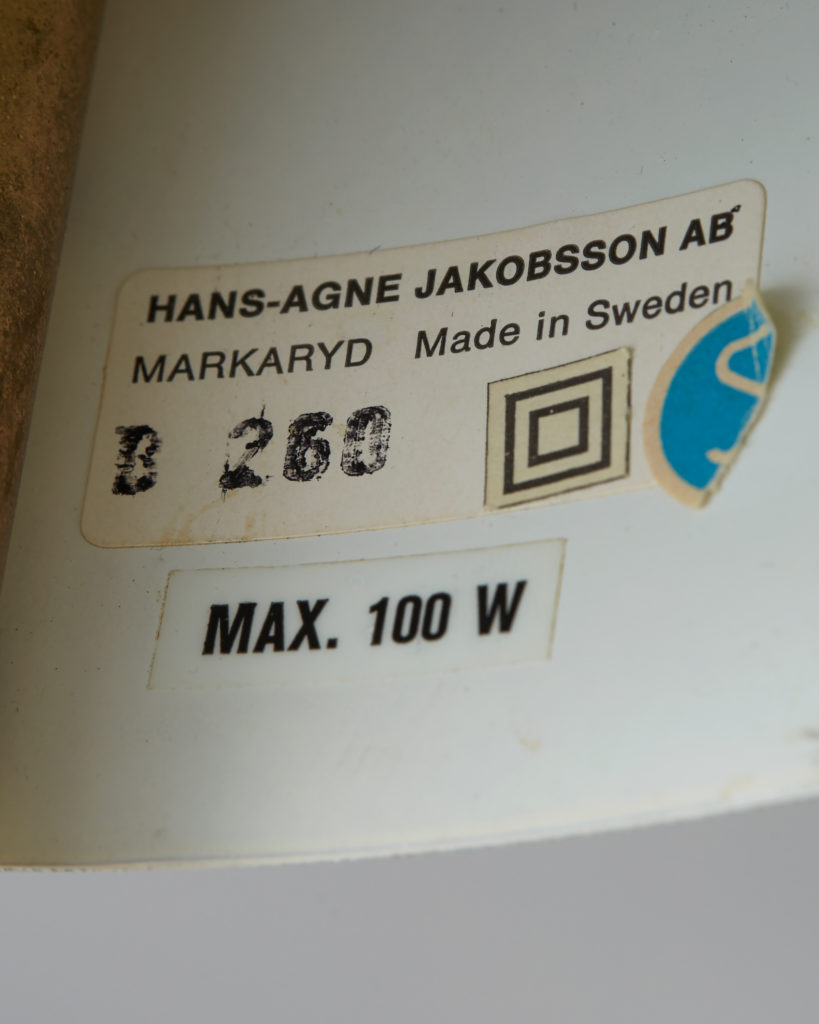 HANS-AGNE JAKOBSSON AB
MARKARYD Made in Sweden
B 260
MAX. 100 W